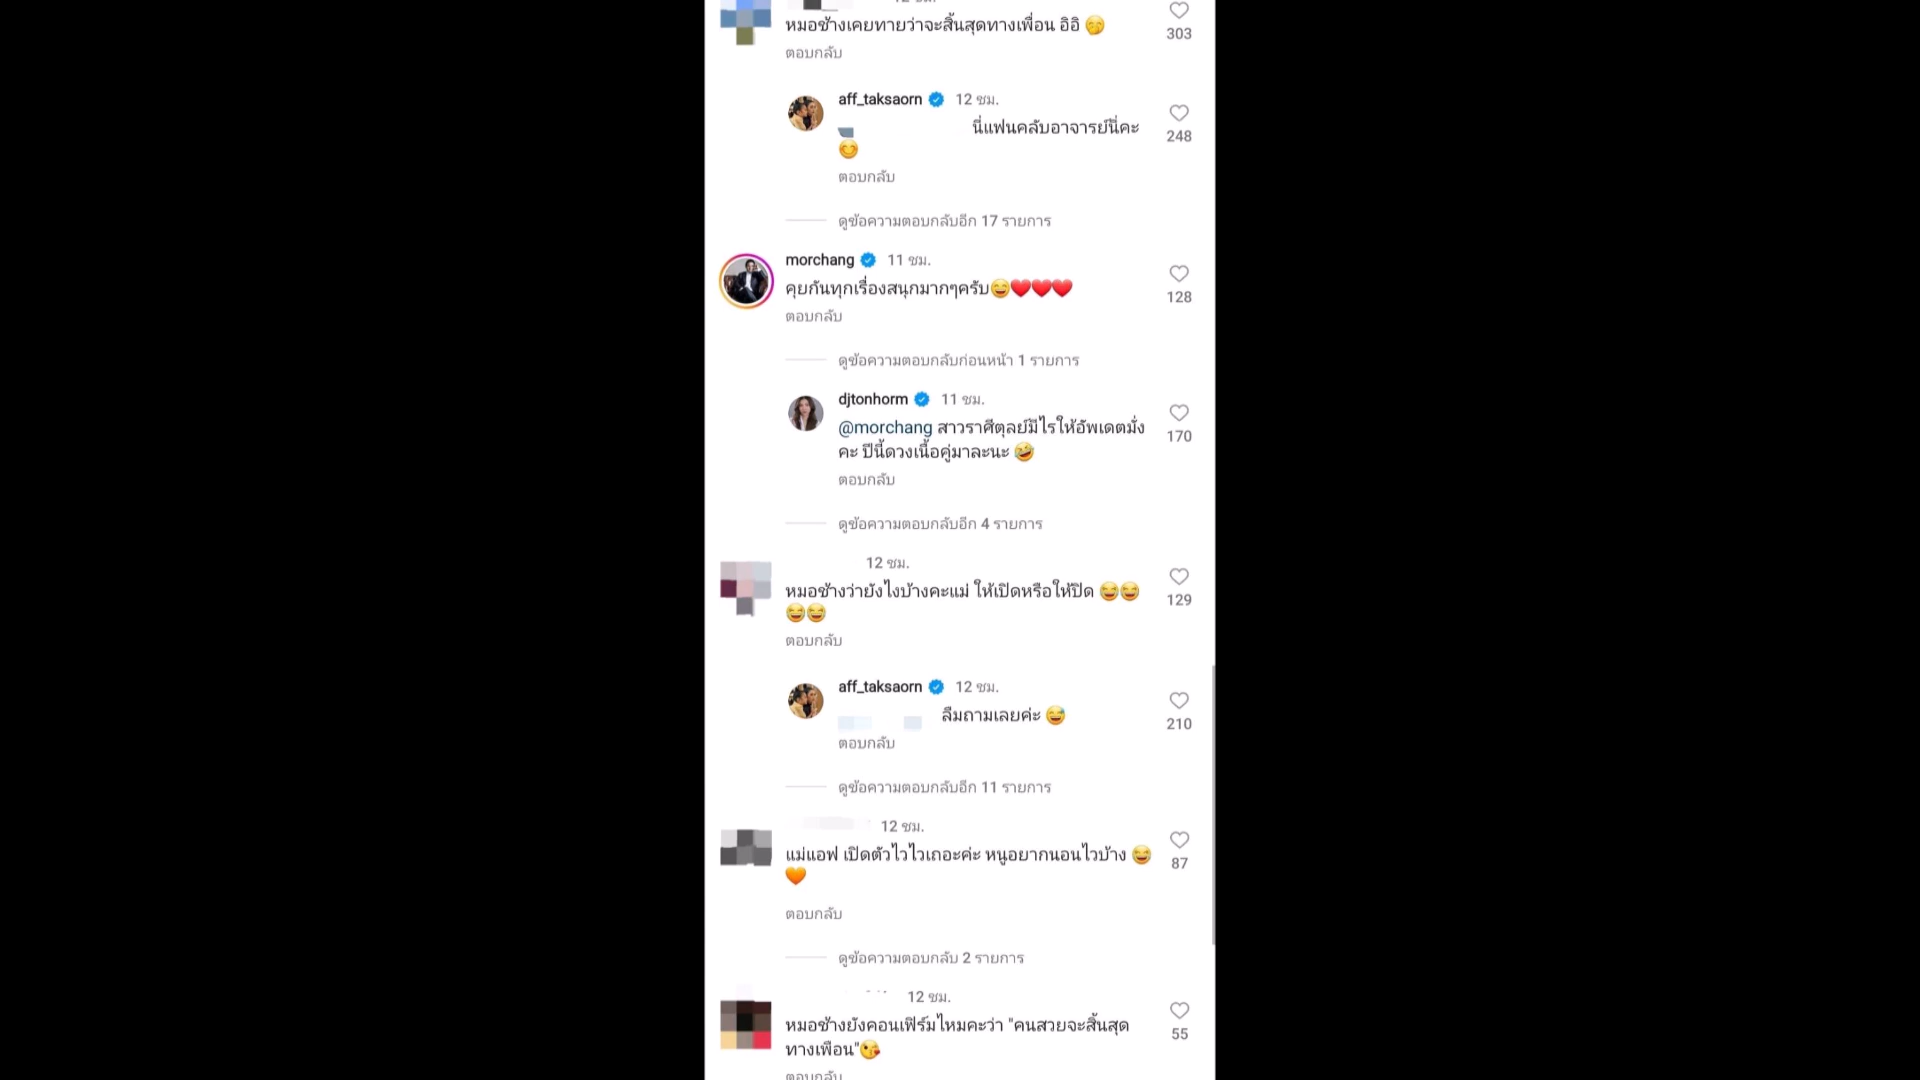 หมอช้างเคยทายว่าจะสิ้นสุดทางเพื่อน อิอิ 🤭
303
ตอบกลับ
aff_taksaorn 12 ชม.
นี่แฟนคลับอาจารย์นี่คะ
😊
248
ตอบกลับ
ดูข้อความตอบกลับอีก 17 รายการ
morchang 11 ชม.
คุยกันทุกเรื่องสนุกมากๆครับ😄❤️❤️❤️
128
ตอบกลับ
ดูข้อความตอบกลับก่อนหน้า 1 รายการ
djtonhorm 11 ชม.
@morchang สาวราศีตุลย์มีไรให้อัพเดตมั่ง
170
คะ ปีนี้ดวงเนื้อคู่มาละนะ 🤣
ตอบกลับ
ดูข้อความตอบกลับอีก 4 รายการ
12 ชม.
หมอช้างว่ายังไงบ้างคะแม่ ให้เปิดหรือให้ปิด 😂😂
😂😂
129
ตอบกลับ
aff_taksaorn 12 ชม.
ลืมถามเลยค่ะ 😅
210
ตอบกลับ
ดูข้อความตอบกลับอีก 11 รายการ
12 ชม.
แม่แอฟ เปิดตัวไวไวเถอะค่ะ หนูอยากนอนไวบ้าง 😂
🧡
87
ตอบกลับ
ดูข้อความตอบกลับ 2 รายการ
12 ชม.
หมอช้างยังคอนเฟิร์มไหมคะว่า "คนสวยจะสิ้นสุด
55
ทางเพือน"😘
ตอบกลับ